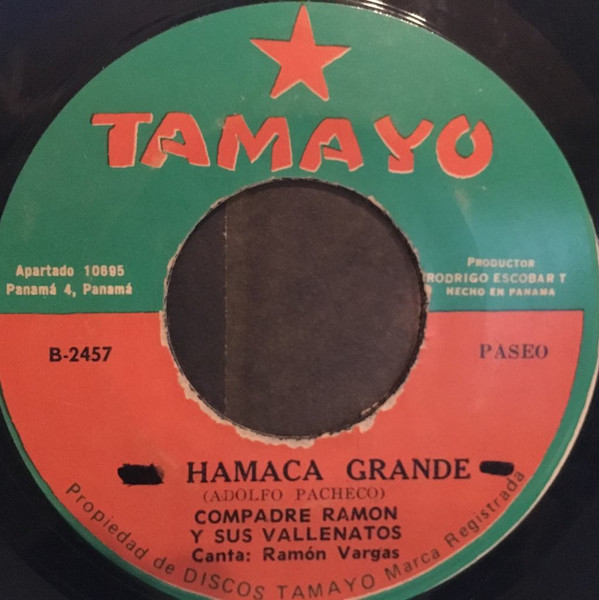 TAMAYO
Apartado 10695
Panamá 4, Panamá
PRODUCTOR
RODRIGO ESCOBAR T
HECHO EN PANAMA
B-2457
PASEO
HAMACA GRANDE
(ADOLFO PACHECO)
COMPADRE RAMON
Y SUS VALLENATOS
Canta: Ramón Vargas
Propiedad de DISCOS TAMAYO Marca Registrada